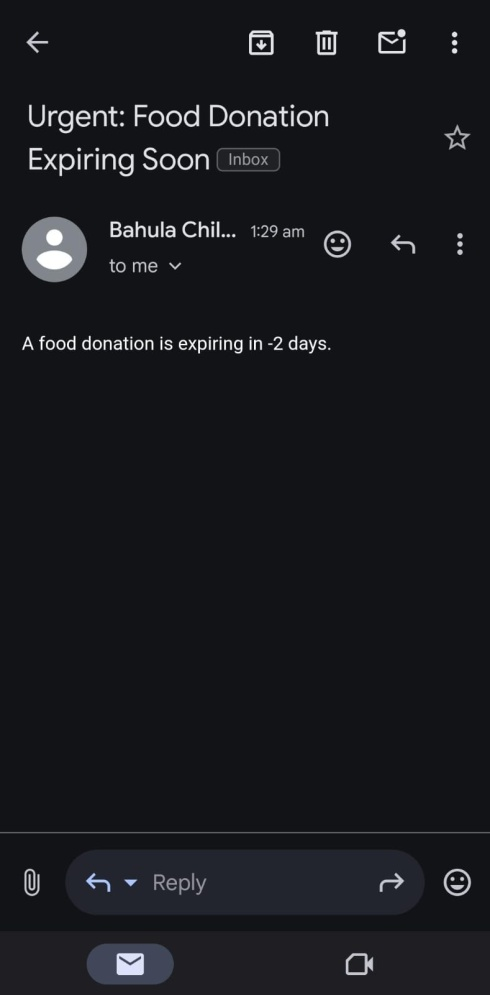 Urgent: Food Donation
Expiring Soon Inbox
Bahula Chil... 1:29 am
to me
A food donation is expiring in -2 days.
Reply